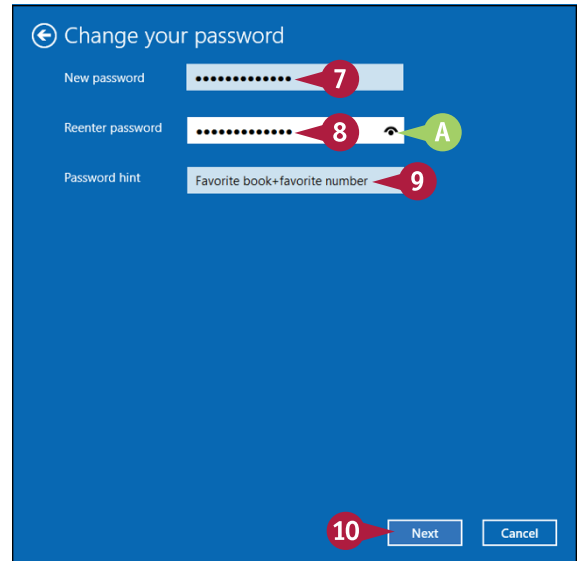 Change your password
New password ••••••••••••• 7
Reenter password ••••••••••••• 8 A
Password hint Favorite book+favorite number 9
10 Next Cancel